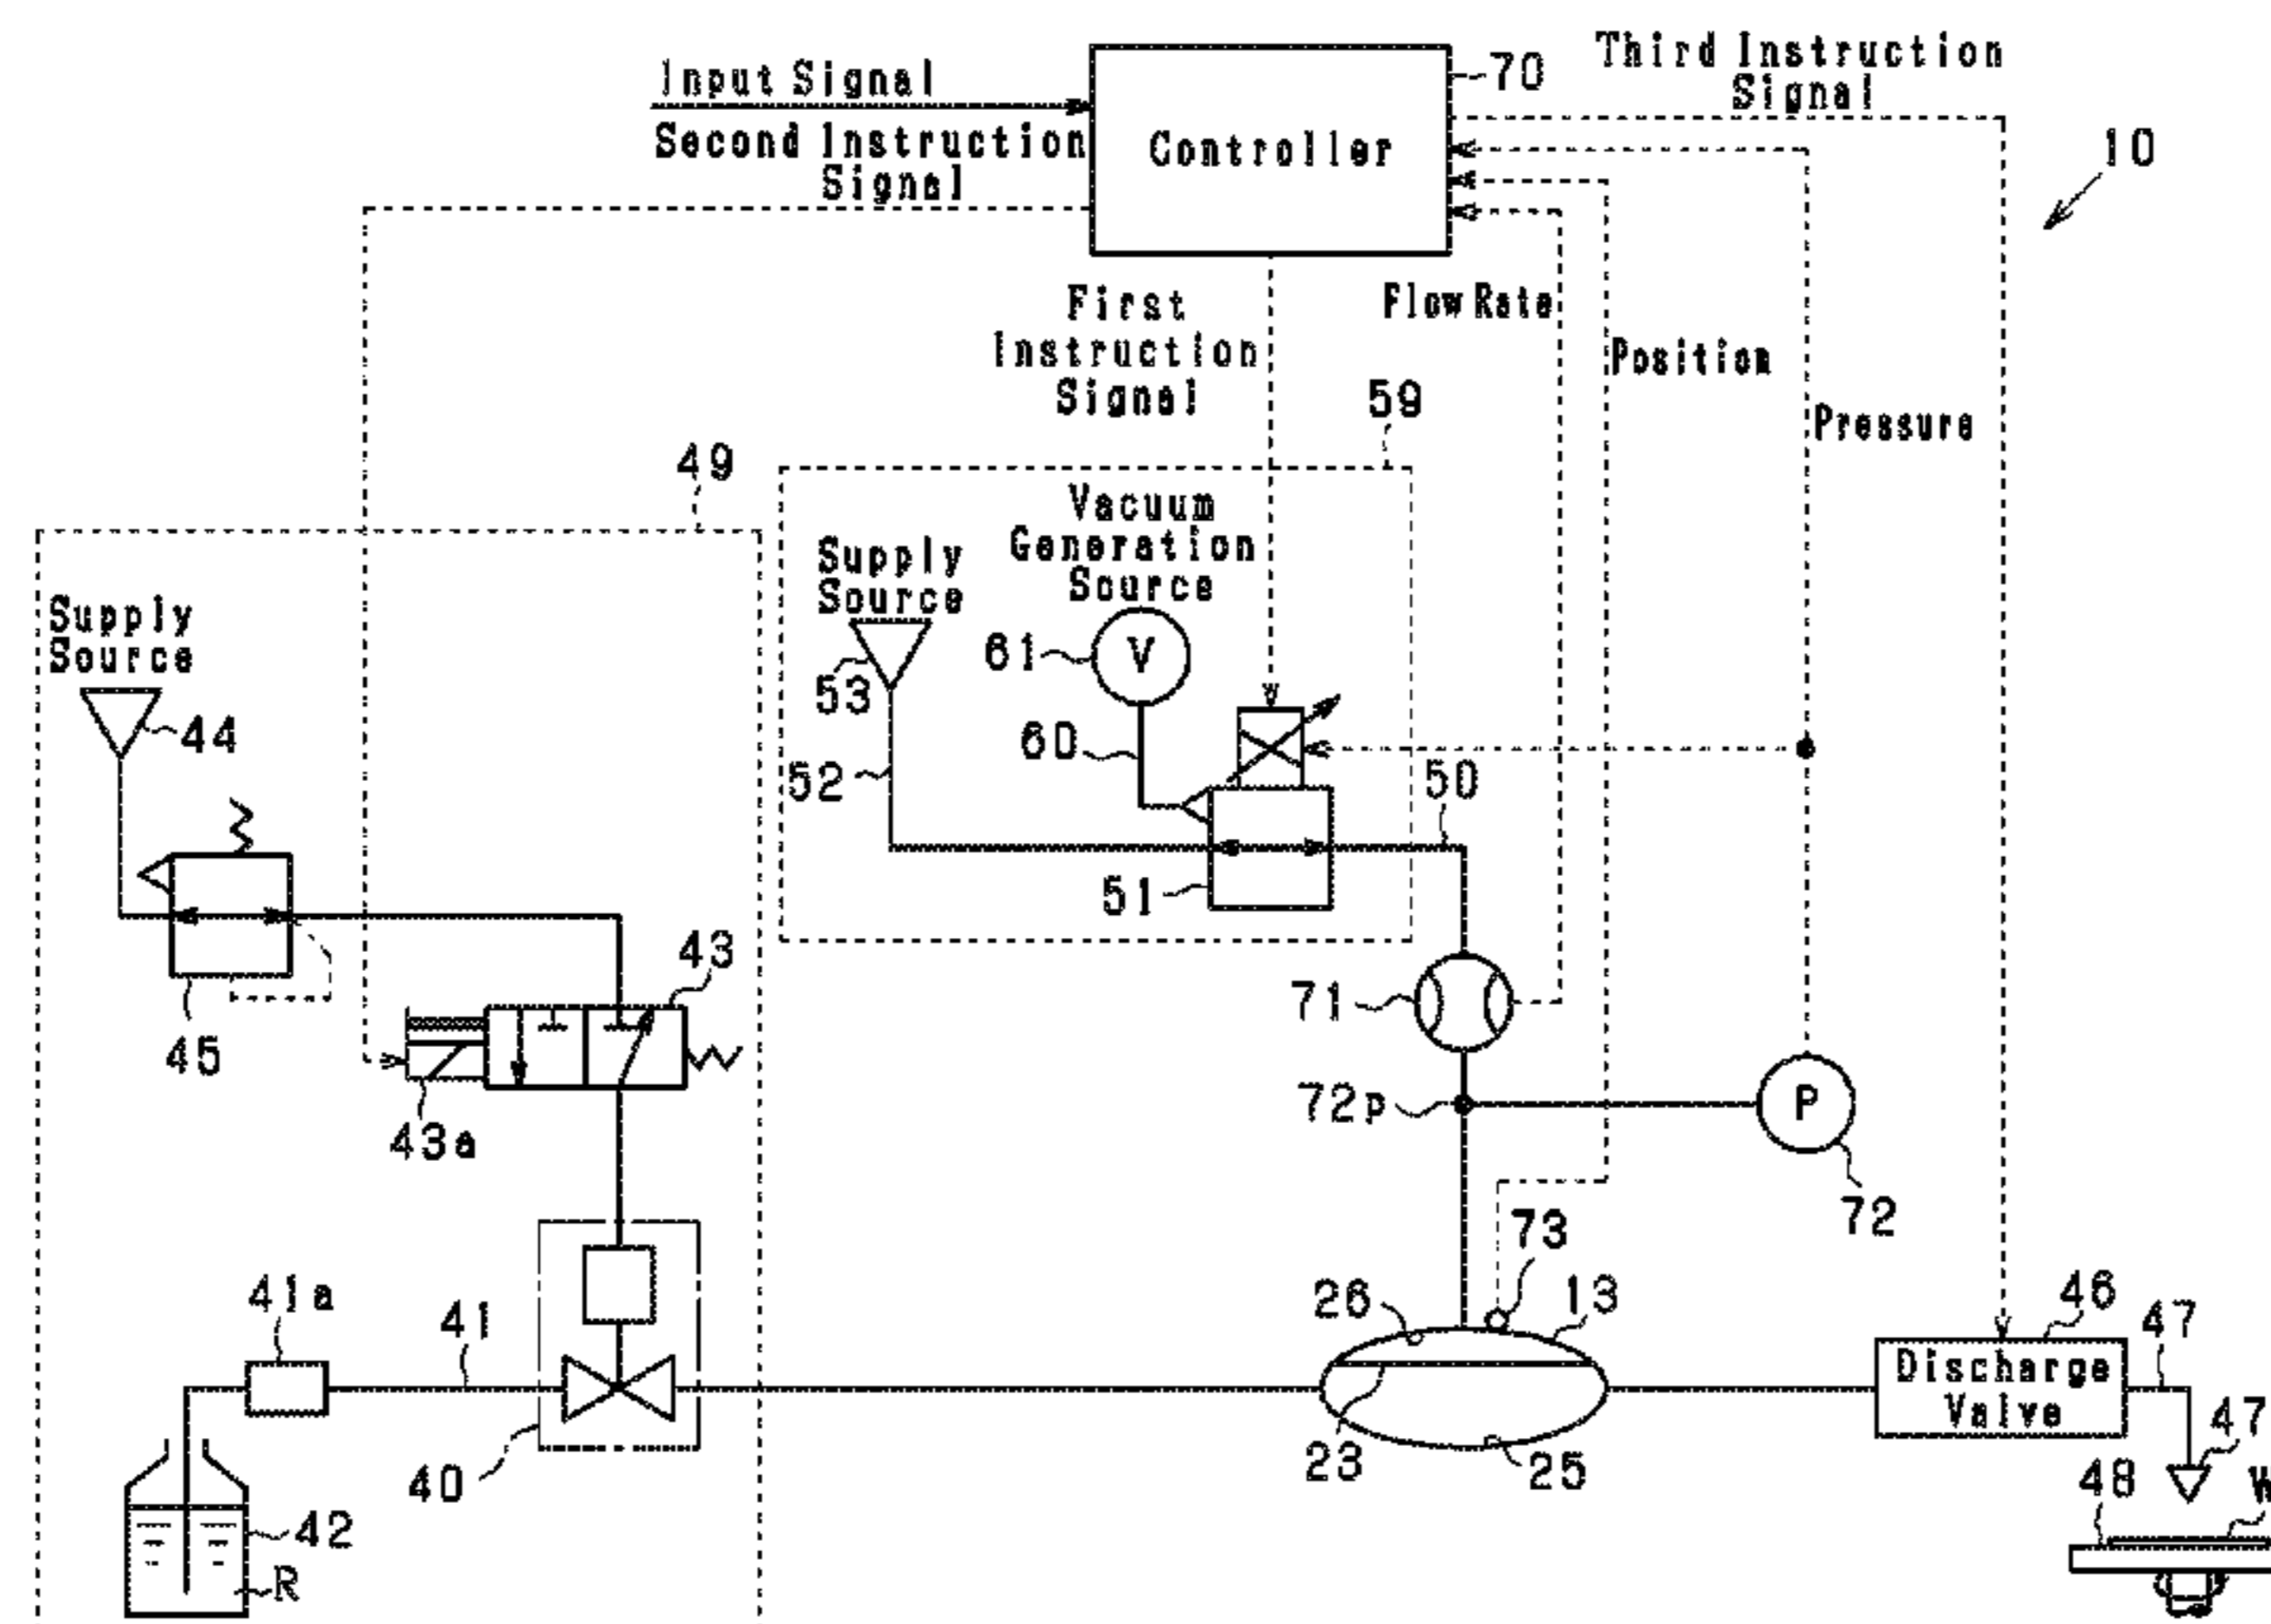 Input Signal
Second Instruction
Signal
Controller
70
Third Instruction
Signal
10
First
Instruction
Signal
Flow Rate
Position
Pressure
59
49
Vacuum
Generation
Source
Supply
Source
53
61
V
60
52
50
51
Supply
Source
44
45
43
43a
71
72p
P
72
73
13
26
23
25
46
47
Discharge
Valve
47
48
W
41a
41
40
42
R